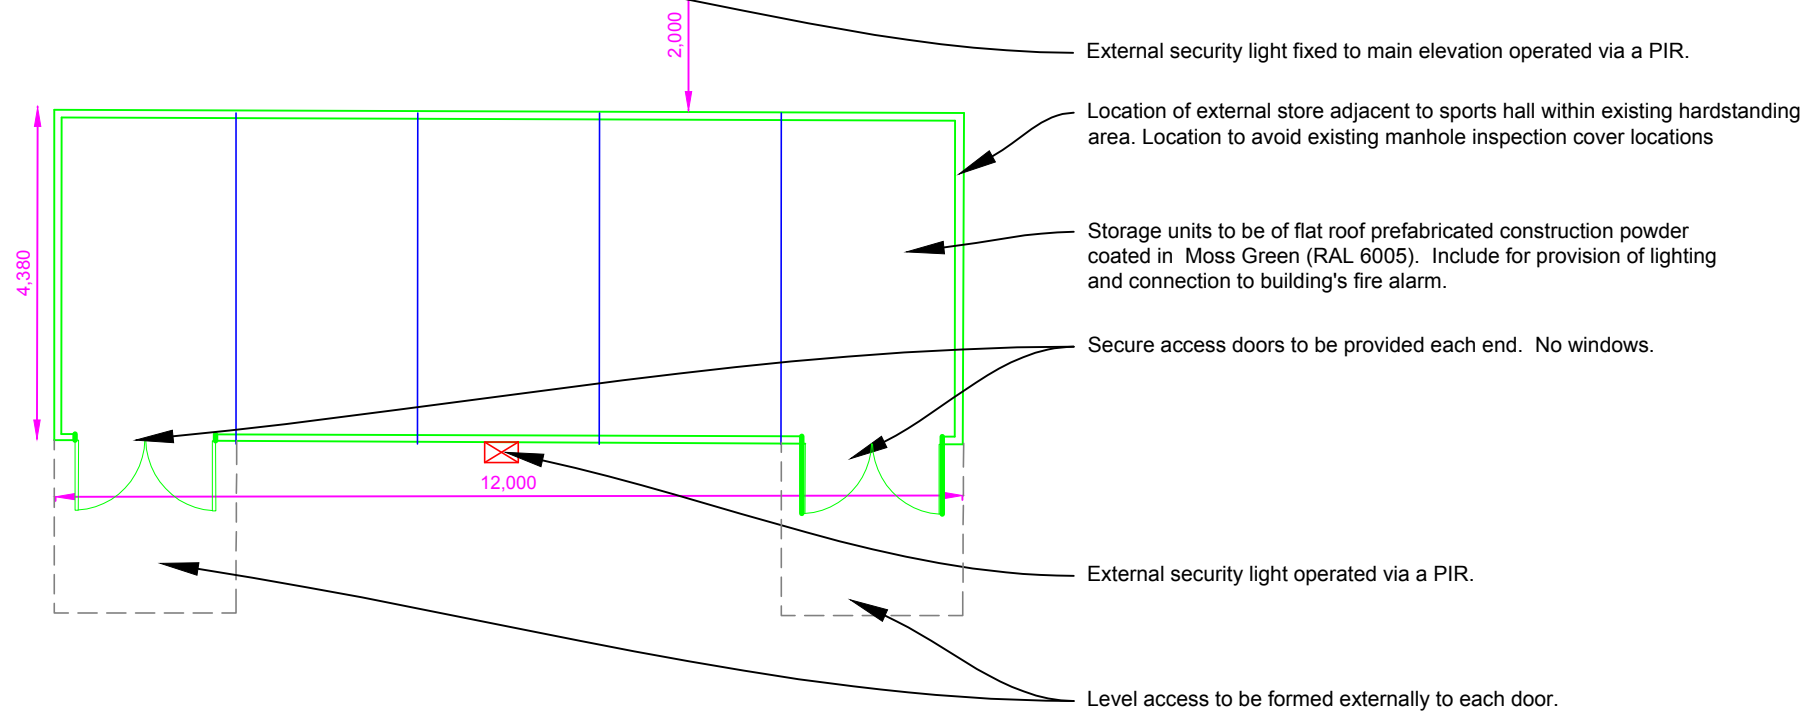 2,000
External security light fixed to main elevation operated via a PIR.
Location of external store adjacent to sports hall within existing hardstanding
area. Location to avoid existing manhole inspection cover locations
Storage units to be of flat roof prefabricated construction powder
coated in  Moss Green (RAL 6005).  Include for provision of lighting
and connection to building's fire alarm.
4,380
Secure access doors to be provided each end.  No windows.
12,000
External security light operated via a PIR.
Level access to be formed externally to each door.